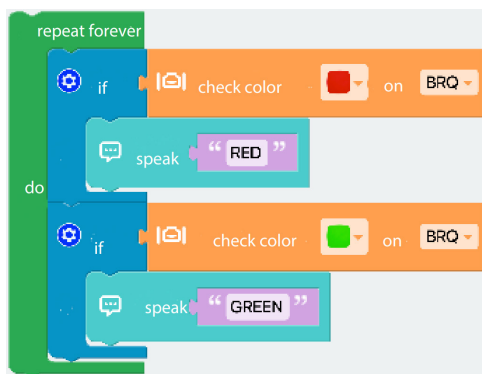 repeat forever
if check color on BRQ
speak “ RED ”
do
if check color on BRQ
speak “ GREEN ”